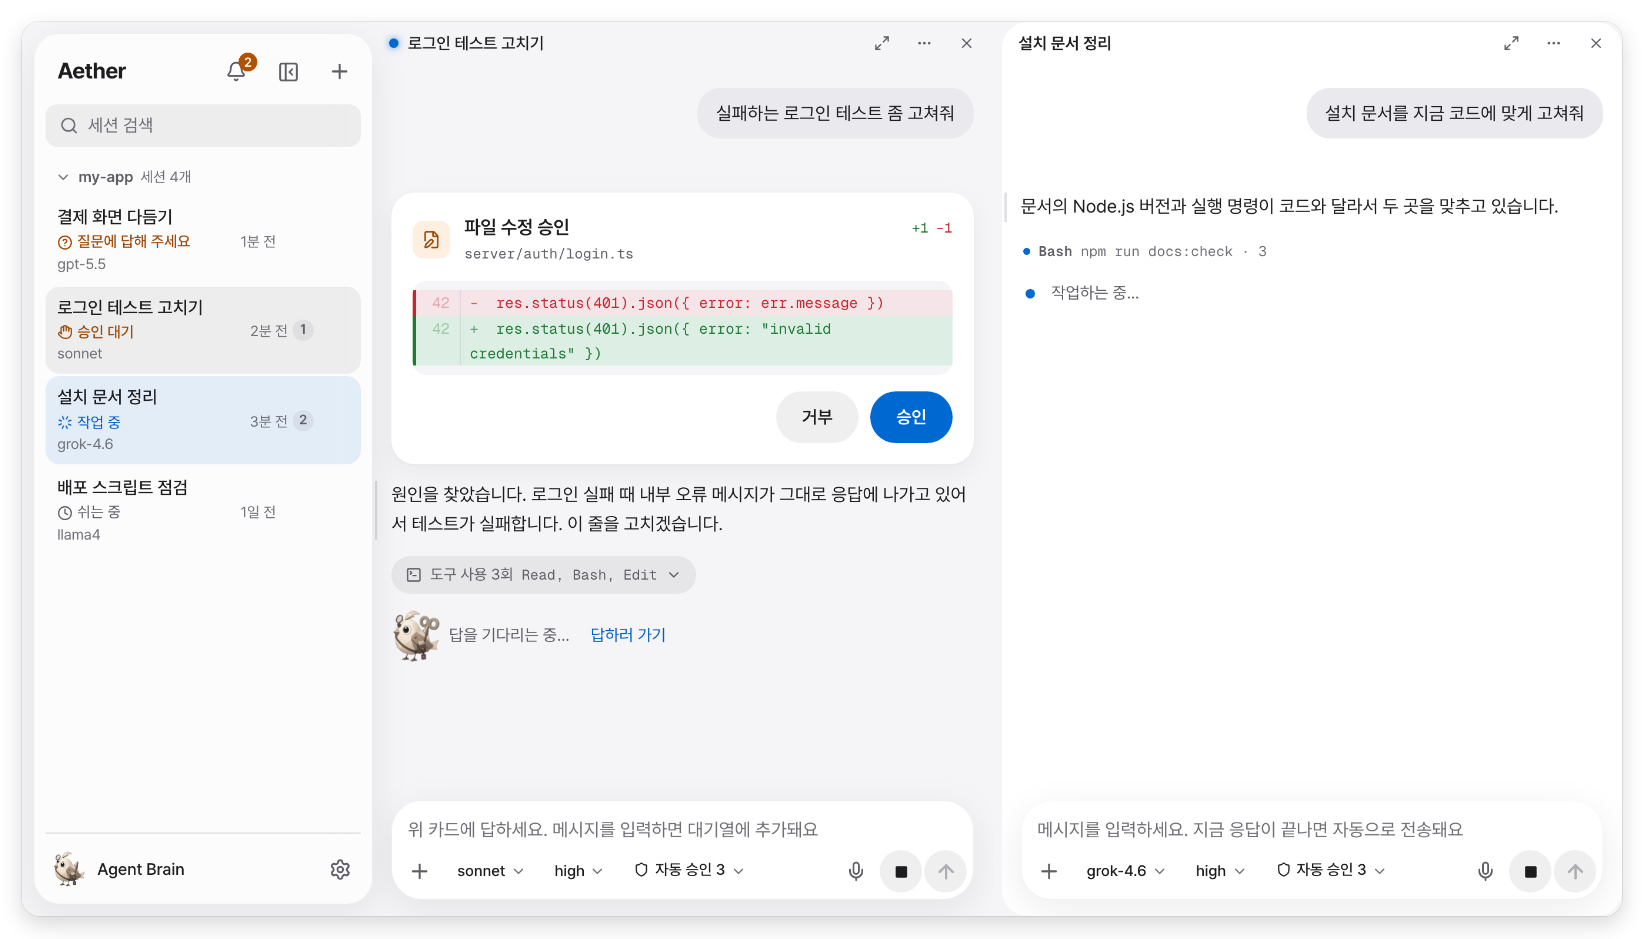 Aether
2
세션 검색
my-app 세션 4개
결제 화면 다듬기
질문에 답해 주세요 1분 전
gpt-5.5
로그인 테스트 고치기
승인 대기 2분 전 1
sonnet
설치 문서 정리
작업 중 3분 전 2
grok-4.6
배포 스크립트 점검
쉬는 중 1일 전
llama4
Agent Brain
로그인 테스트 고치기
실패하는 로그인 테스트 좀 고쳐줘
파일 수정 승인
+1 -1
server/auth/login.ts
42 - res.status(401).json({ error: err.message })
42 + res.status(401).json({ error: "invalid
credentials" })
거부 승인
원인을 찾았습니다. 로그인 실패 때 내부 오류 메시지가 그대로 응답에 나가고 있어
서 테스트가 실패합니다. 이 줄을 고치겠습니다.
도구 사용 3회 Read, Bash, Edit
답을 기다리는 중... 답하러 가기
위 카드에 답하세요. 메시지를 입력하면 대기열에 추가돼요
sonnet high 자동 승인 3
설치 문서 정리
설치 문서를 지금 코드에 맞게 고쳐줘
문서의 Node.js 버전과 실행 명령이 코드와 달라서 두 곳을 맞추고 있습니다.
Bash npm run docs:check · 3
작업하는 중...
메시지를 입력하세요. 지금 응답이 끝나면 자동으로 전송돼요
grok-4.6 high 자동 승인 3